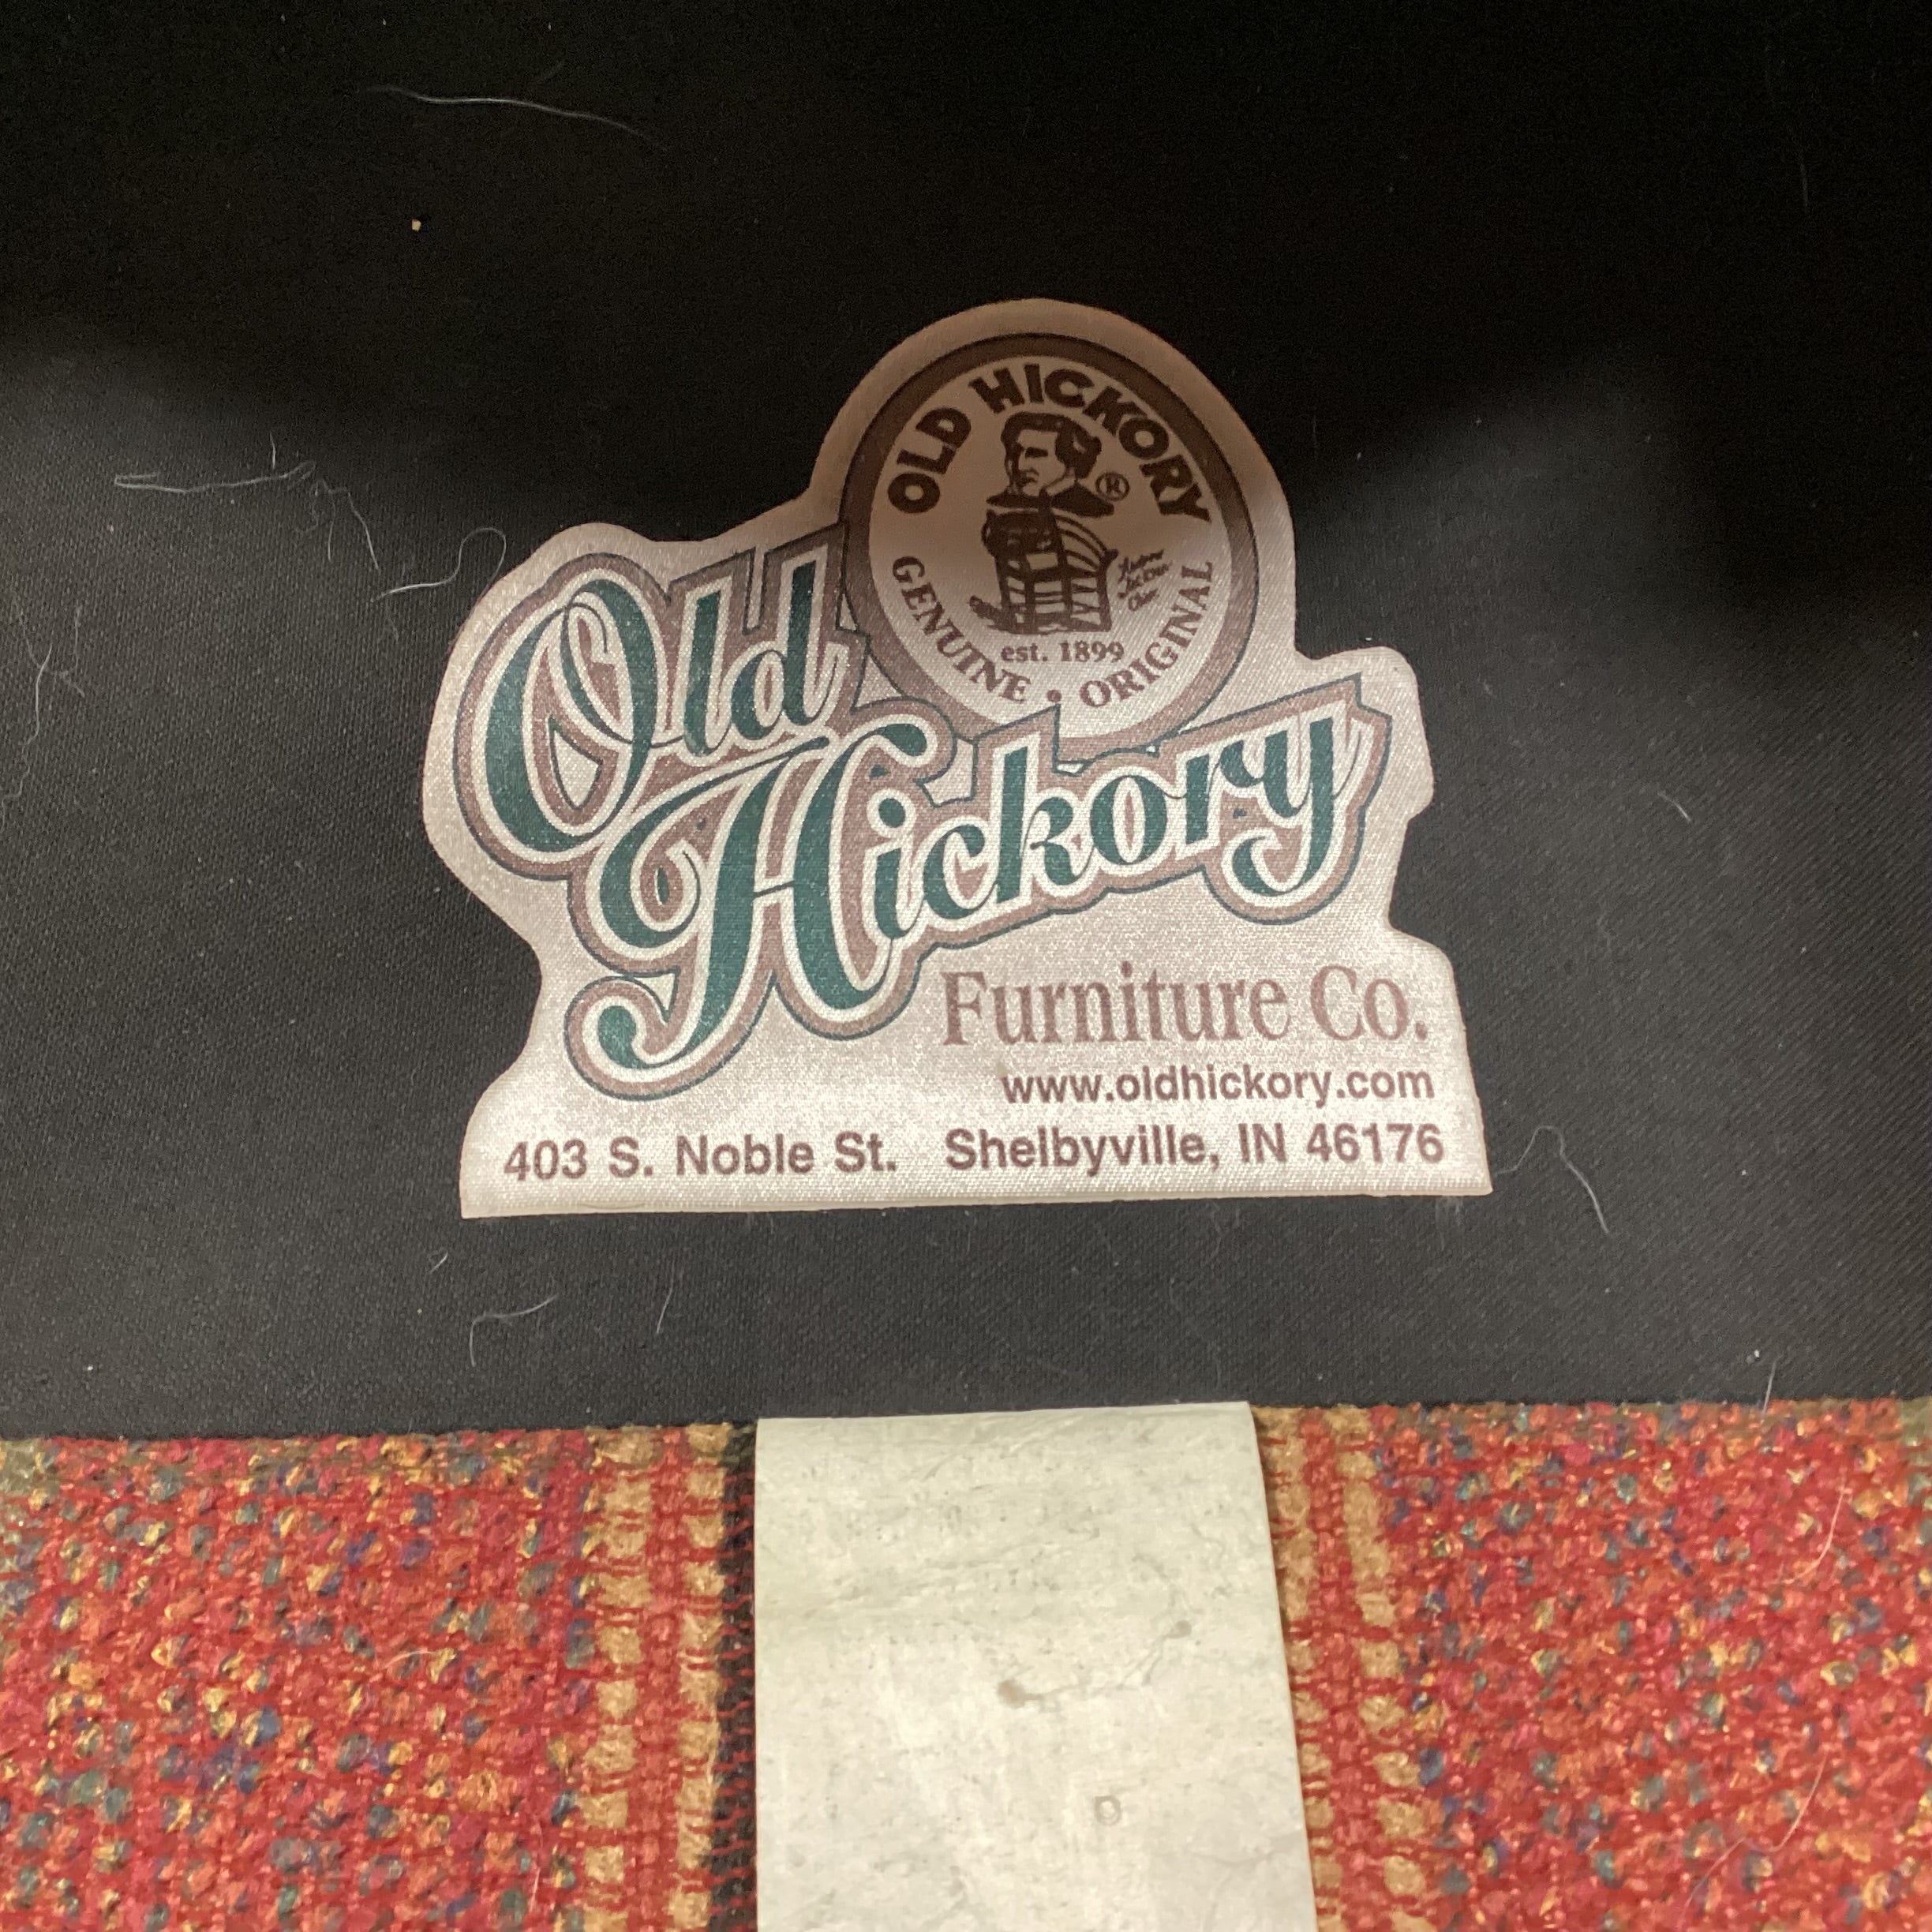 OLD HICKORY
®
est. 1899
GENUINE • ORIGINAL
Old
Hickory
Furniture Co.
www.oldhickory.com
403 S. Noble St. Shelbyville, IN 46176